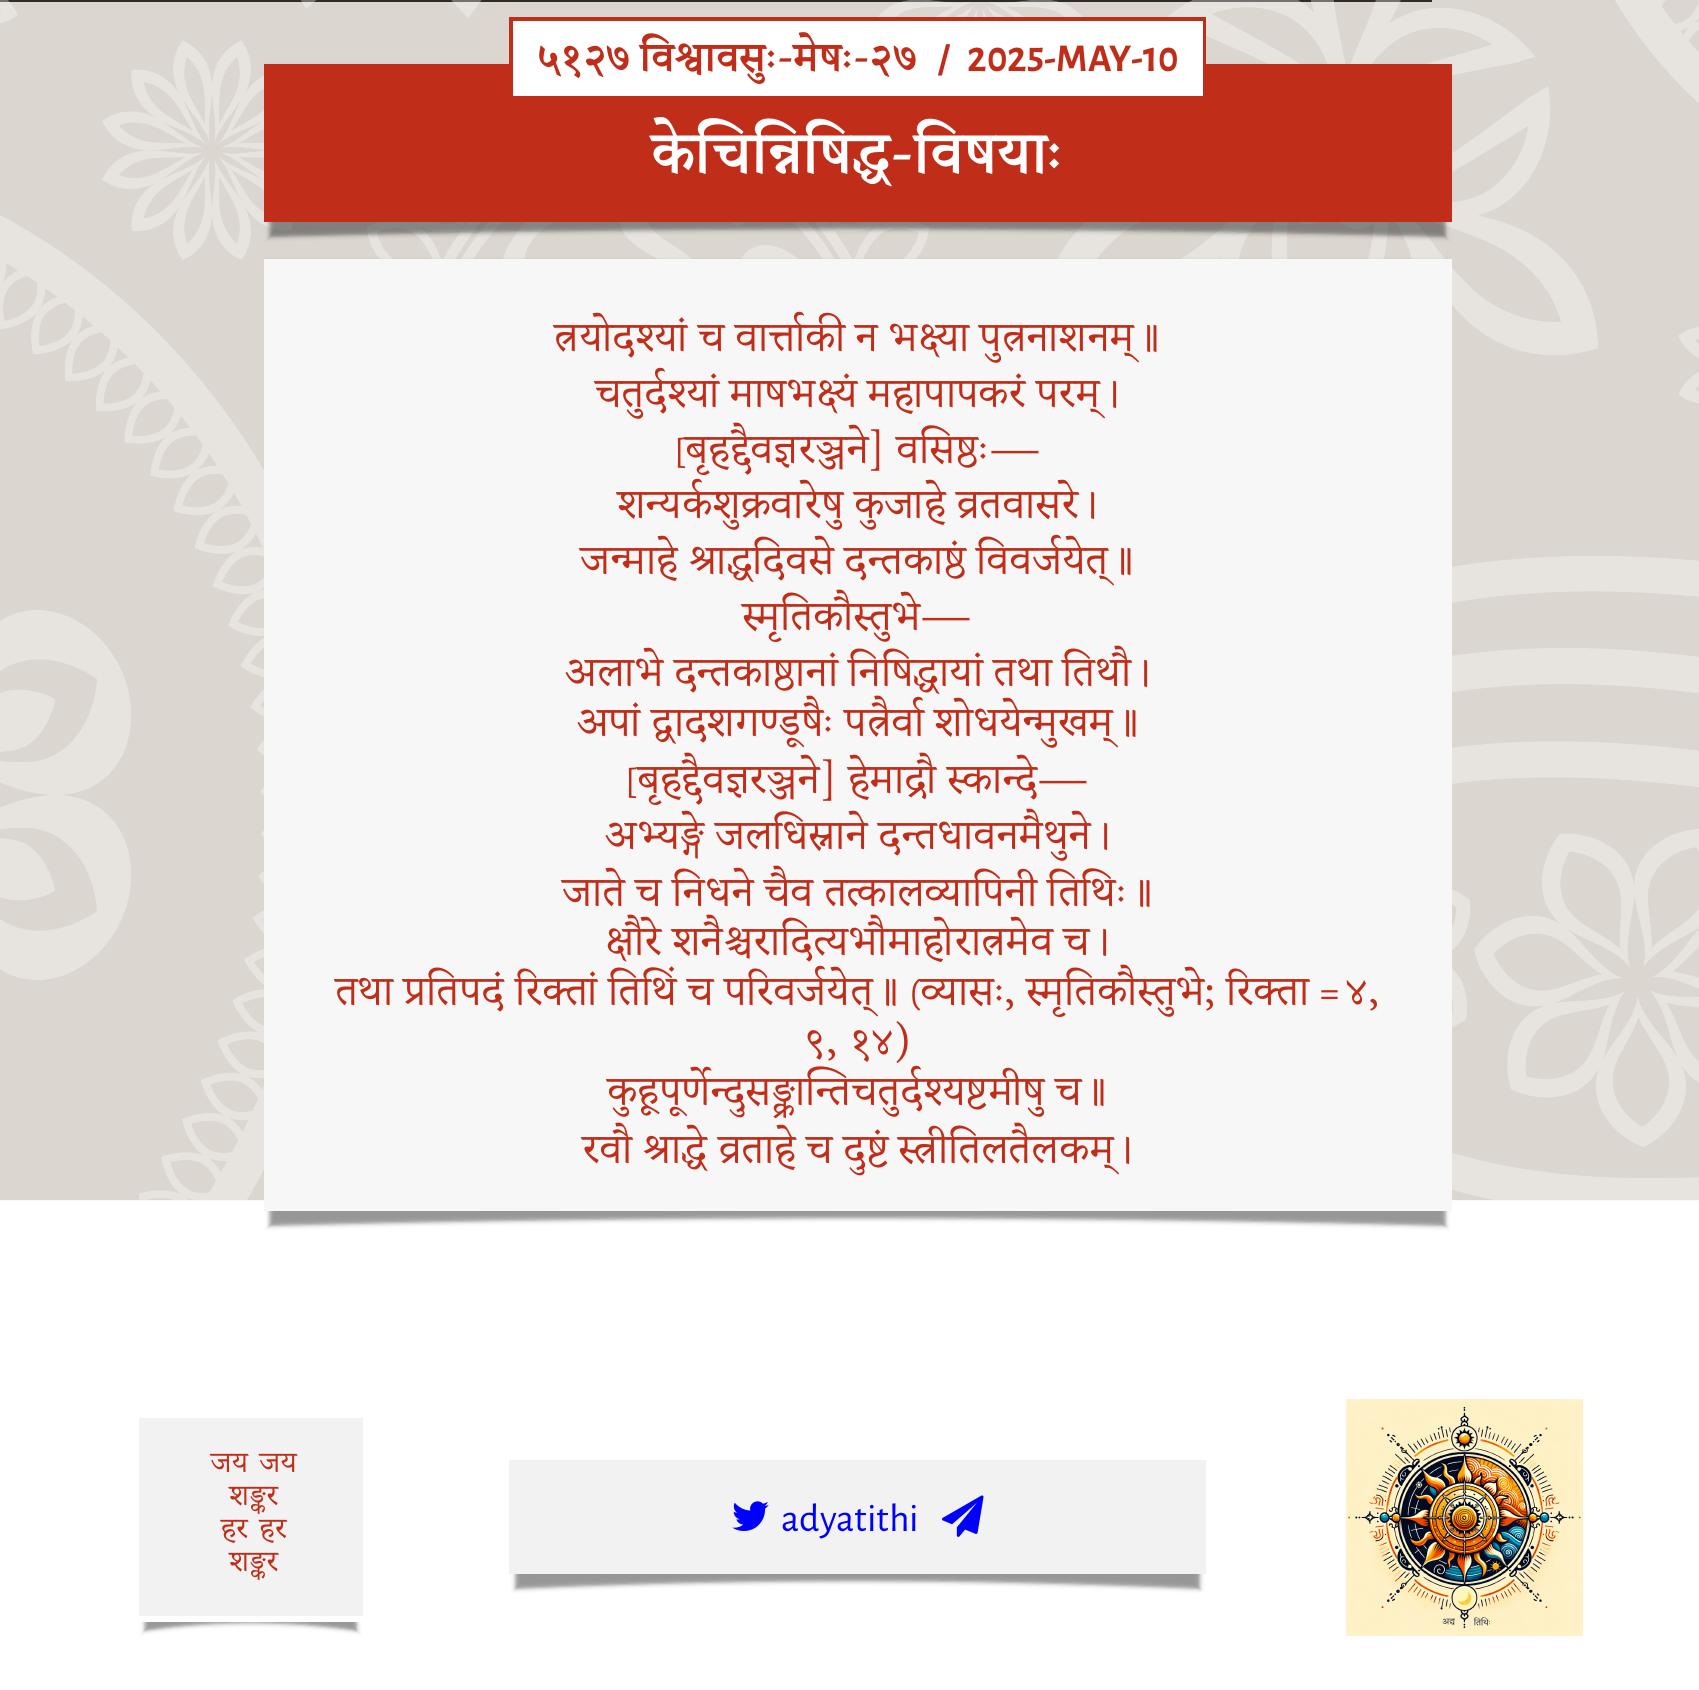 ५१२७ विश्वावसुः-मेषः-२७ / 2025-MAY-10
केचिन्निषिद्ध-विषयाः
त्रयोदश्यां च वार्त्ताकी न भक्ष्या पुत्रनाशनम्॥
चतुर्दश्यां माषभक्ष्यं महापापकरं परम्।
[बृहद्दैवज्ञरञ्जने] वसिष्ठः—
शन्यर्कशुक्रवारेषु कुजाहे व्रतवासरे।
जन्माहे श्राद्धदिवसे दन्तकाष्ठं विवर्जयेत्॥
स्मृतिकौस्तुभे—
अलाभे दन्तकाष्ठानां निषिद्धायां तथा तिथौ।
अपां द्वादशगण्डूषैः पत्रैर्वा शोधयेन्मुखम्॥
[बृहद्दैवज्ञरञ्जने] हेमाद्रौ स्कान्दे—
अभ्यङ्गे जलधिस्नाने दन्तधावनमैथुने।
जाते च निधने चैव तत्कालव्यापिनी तिथिः॥
क्षौरे शनैश्चरादित्यभौमाहोरात्रमेव च।
तथा प्रतिपदं रिक्तां तिथिं च परिवर्जयेत्॥ (व्यासः, स्मृतिकौस्तुभे; रिक्ता = ४,
९, १४)
कुहूपूर्णेन्दुसङ्क्रान्तिचतुर्दश्यष्टमीषु च॥
रवौ श्राद्धे व्रताहे च दुष्टं स्त्रीतिलतैलकम्।
जय जय
शङ्कर
हर हर
शङ्कर
adyatithi
अद्य तिथिः